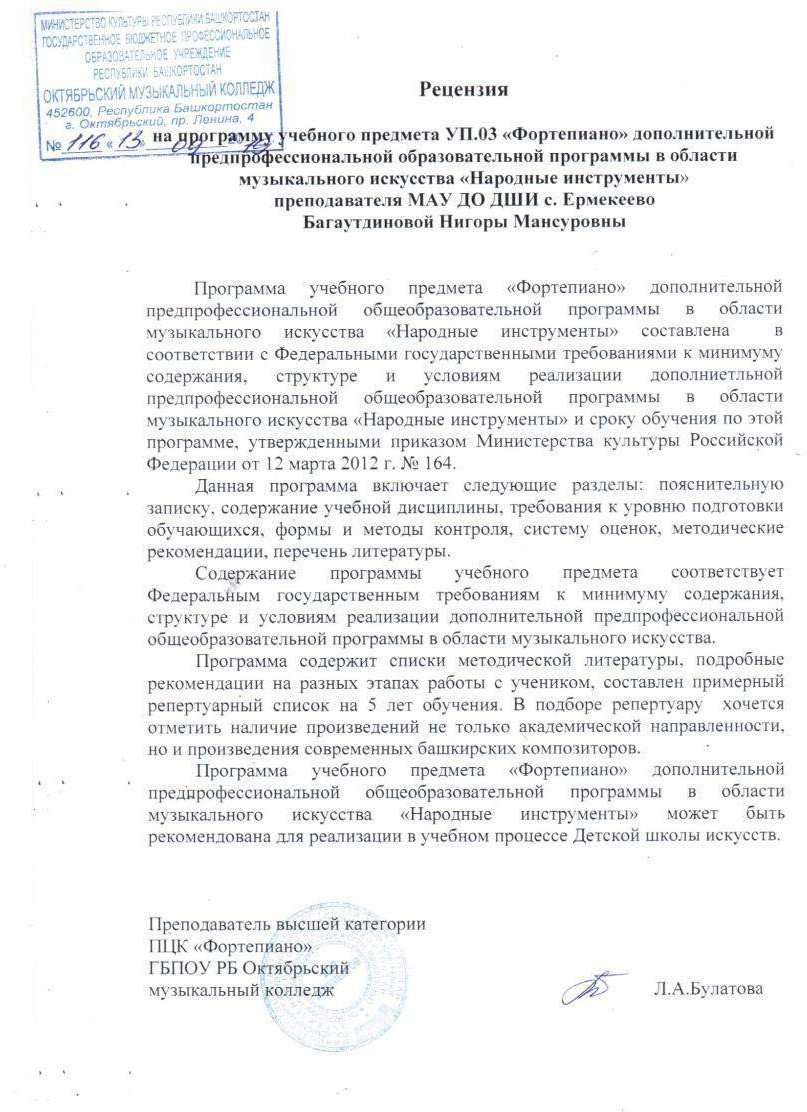 МИНИСТЕРСТВО КУЛЬТУРЫ РЕСПУБЛИКИ БАШКОРТОСТАН
ГОСУДАРСТВЕННОЕ БЮДЖЕТНОЕ ПРОФЕССИОНАЛЬНОЕ
ОБРАЗОВАТЕЛЬНОЕ УЧРЕЖДЕНИЕ
РЕСПУБЛИКИ БАШКОРТОСТАН
ОКТЯБРЬСКИЙ МУЗЫКАЛЬНЫЙ КОЛЛЕДЖ
452600, Республика Башкортостан
г. Октябрьский, пр. Ленина, 4
№ 116 «13» 04
Рецензия
на программу учебного предмета УП.03 «Фортепиано» дополнительной
предпрофессиональной образовательной программы в области
музыкального искусства «Народные инструменты»
преподавателя МАУ ДО ДШИ с. Ермекеево
Багаутдиновой Нигоры Мансуровны
Программа учебного предмета «Фортепиано» дополнительной
предпрофессиональной общеобразовательной программы в области
музыкального искусства «Народные инструменты» составлена в
соответствии с Федеральными государственными требованиями к минимуму
содержания, структуре и условиям реализации дополниетльной
предпрофессиональной общеобразовательной программы в области
музыкального искусства «Народные инструменты» и сроку обучения по этой
программе, утвержденными приказом Министерства культуры Российской
Федерации от 12 марта 2012 г. № 164.
Данная программа включает следующие разделы: пояснительную
записку, содержание учебной дисциплины, требования к уровню подготовки
обучающихся, формы и методы контроля, систему оценок, методические
рекомендации, перечень литературы.
Содержание программы учебного предмета соответствует
Федеральным государственным требованиям к минимуму содержания,
структуре и условиям реализации дополнительной предпрофессиональной
общеобразовательной программы в области музыкального искусства.
Программа содержит списки методической литературы, подробные
рекомендации на разных этапах работы с учеником, составлен примерный
репертуарный список на 5 лет обучения. В подборе репертуару хочется
отметить наличие произведений не только академической направленности,
но и произведения современных башкирских композиторов.
Программа учебного предмета «Фортепиано» дополнительной
предпрофессиональной общеобразовательной программы в области
музыкального искусства «Народные инструменты» может быть
рекомендована для реализации в учебном процессе Детской школы искусств.
Преподаватель высшей категории
ПЦК «Фортепиано»
ГБПОУ РБ Октябрьский
музыкальный колледж Л.А.Булатова